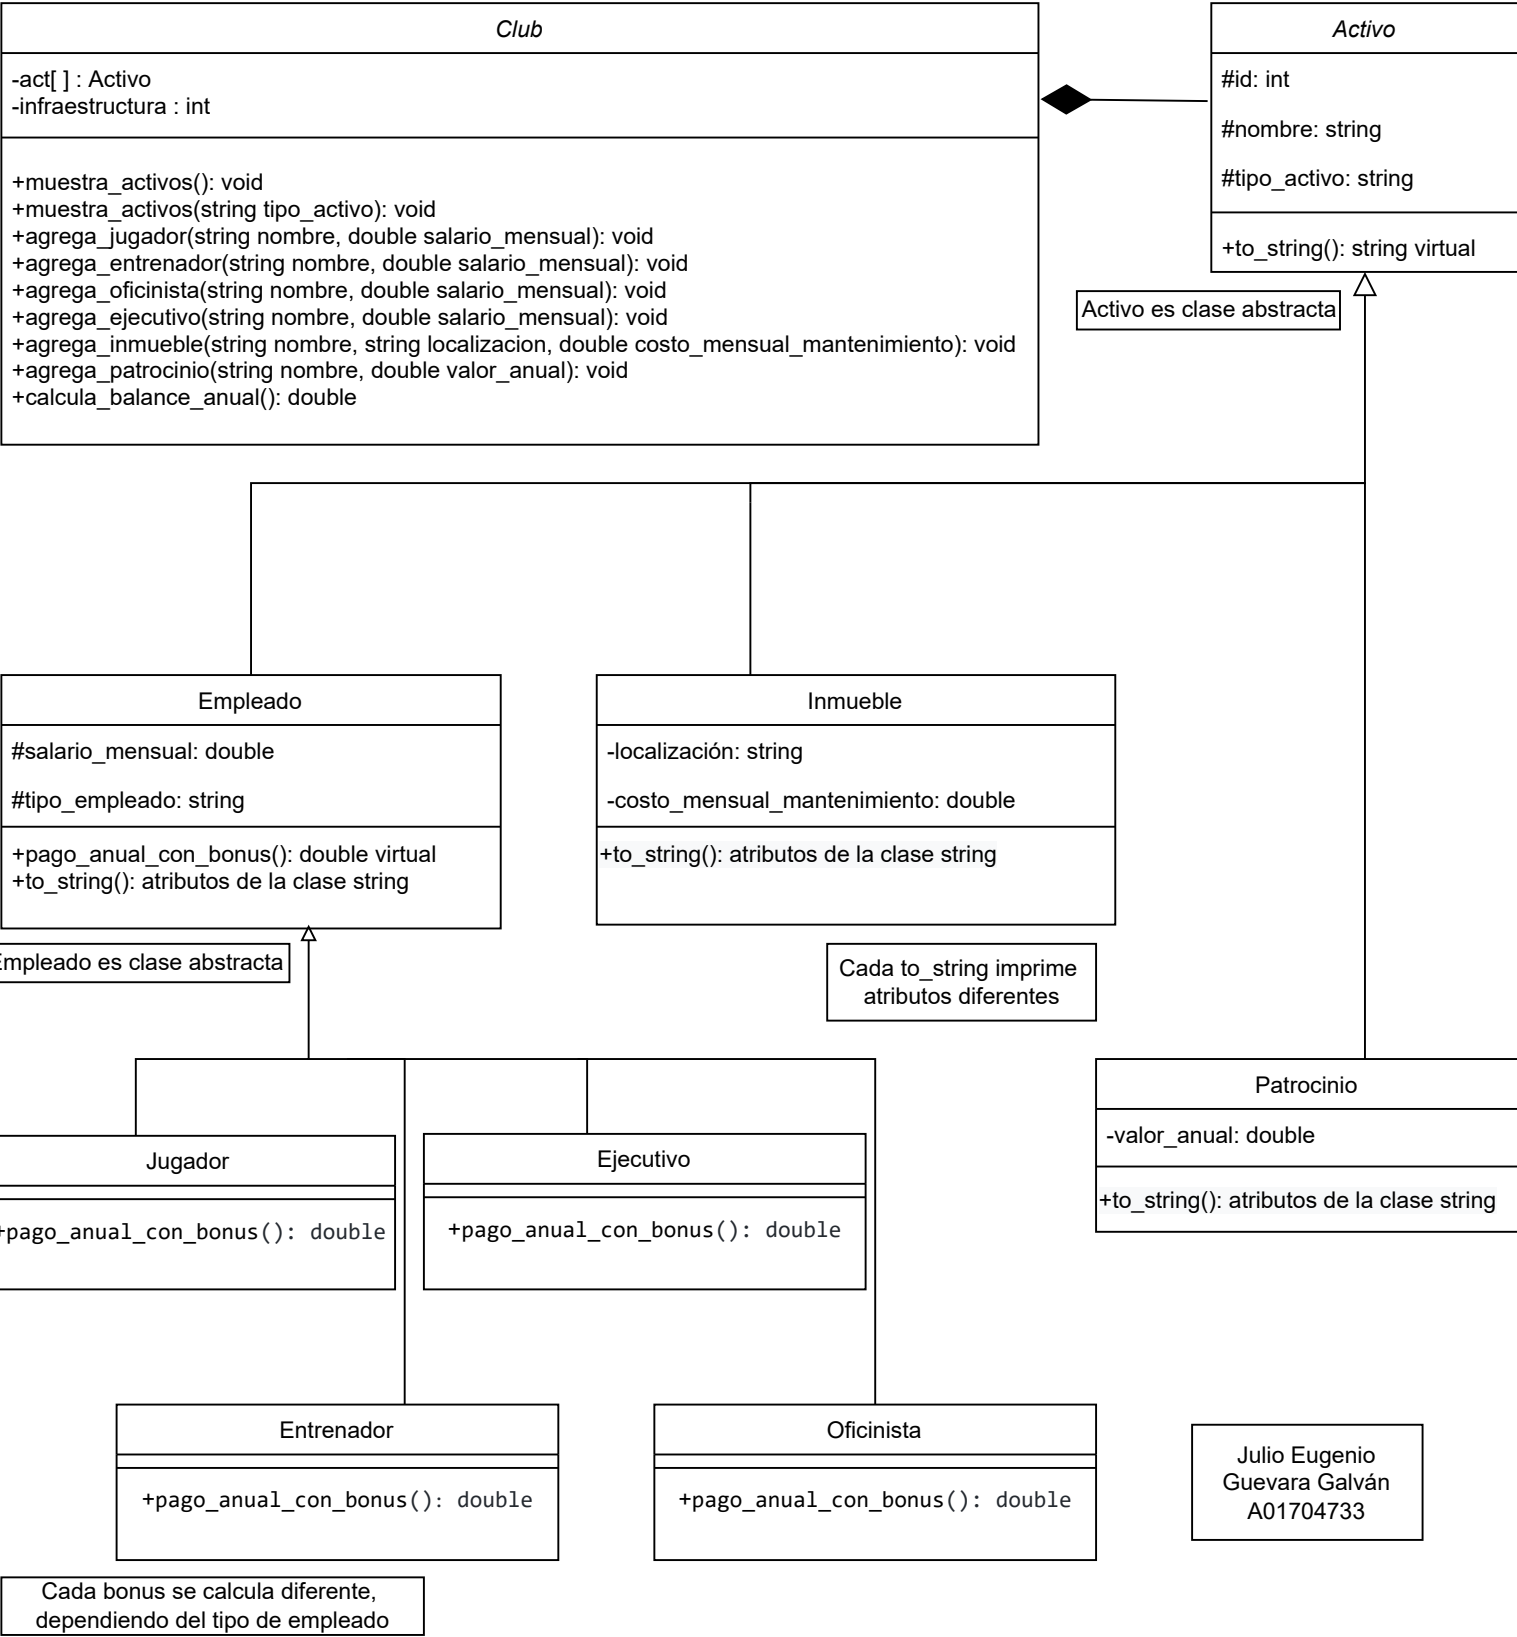 Club
-act[ ] : Activo
-infraestructura : int
+muestra_activos(): void
+muestra_activos(string tipo_activo): void
+agrega_jugador(string nombre, double salario_mensual): void
+agrega_entrenador(string nombre, double salario_mensual): void
+agrega_oficinista(string nombre, double salario_mensual): void
+agrega_ejecutivo(string nombre, double salario_mensual): void
+agrega_inmueble(string nombre, string localizacion, double costo_mensual_mantenimiento): void
+agrega_patrocinio(string nombre, double valor_anual): void
+calcula_balance_anual(): double
Activo
#id: int
#nombre: string
#tipo_activo: string
+to_string(): string virtual
Activo es clase abstracta
Empleado
#salario_mensual: double
#tipo_empleado: string
+pago_anual_con_bonus(): double virtual
+to_string(): atributos de la clase string
Empleado es clase abstracta
Inmueble
-localización: string
-costo_mensual_mantenimiento: double
+to_string(): atributos de la clase string
Cada to_string imprime
atributos diferentes
Patrocinio
-valor_anual: double
+to_string(): atributos de la clase string
Jugador
+pago_anual_con_bonus(): double
Ejecutivo
+pago_anual_con_bonus(): double
Entrenador
+pago_anual_con_bonus(): double
Oficinista
+pago_anual_con_bonus(): double
Julio Eugenio
Guevara Galván
A01704733
Cada bonus se calcula diferente,
dependiendo del tipo de empleado